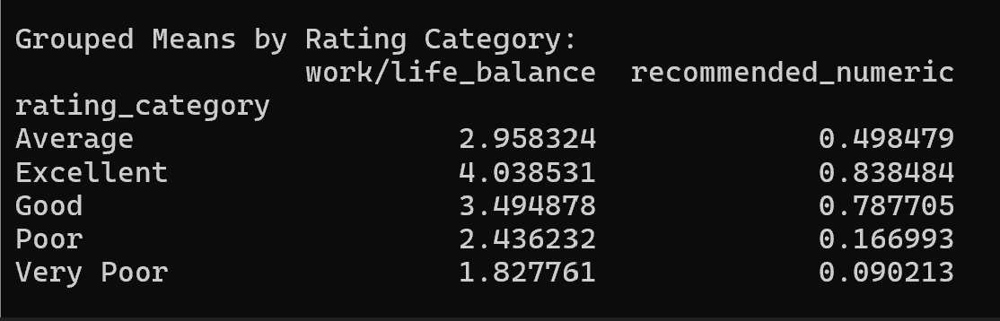 Grouped Means by Rating Category:
work/life_balance recommended_numeric
rating_category
Average 2.958324 0.498479
Excellent 4.038531 0.838484
Good 3.494878 0.787705
Poor 2.436232 0.166993
Very Poor 1.827761 0.090213